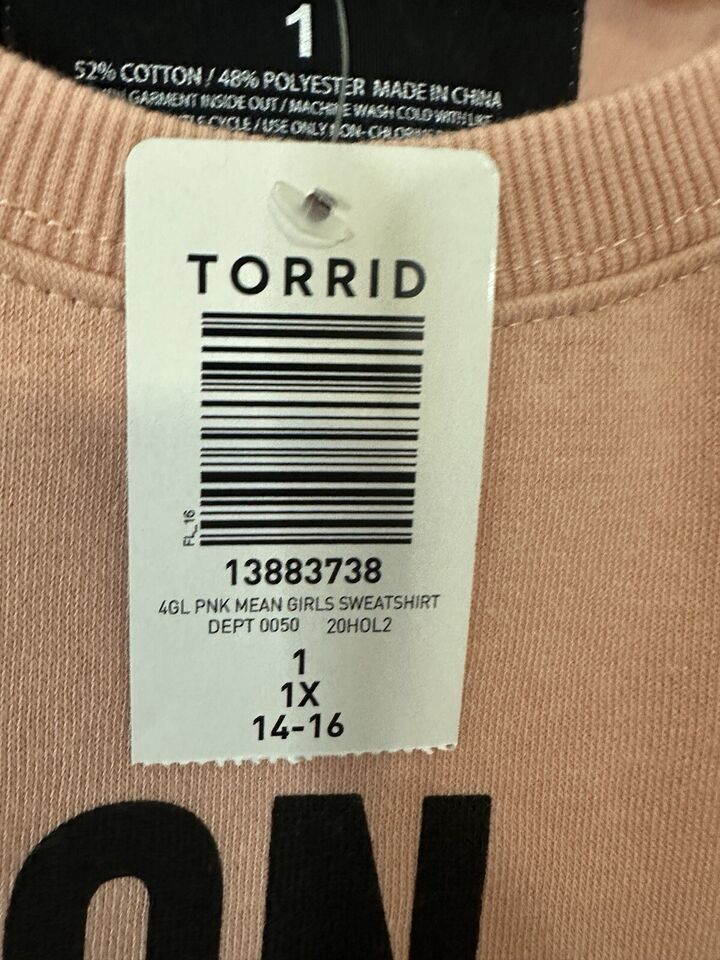 1
52% COTTON / 48% POLYESTER MADE IN CHINA
GARMENT INSIDE OUT / MACHINE WASH COLD WITH LIKE
CYCLE / USE ONLY NON-CHLORINE
TORRID
FL_16
13883738
4GL PNK MEAN GIRLS SWEATSHIRT
DEPT 0050 20HOL2
1
1X
14-16
ON